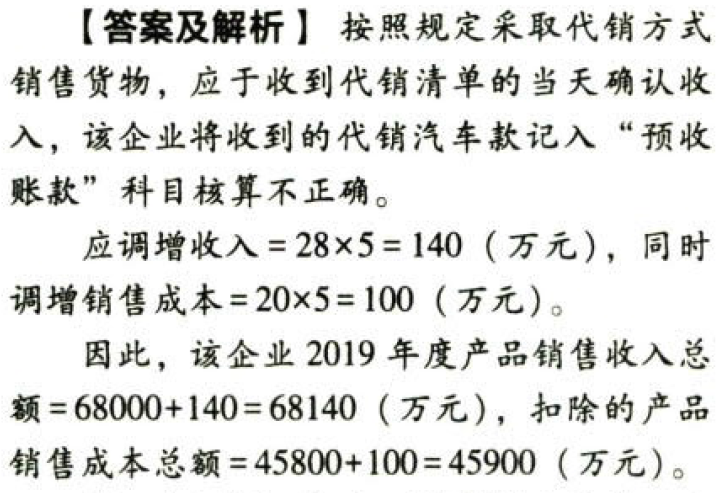 【答案及解析】 按照规定采取代销方式
销售货物，应于收到代销清单的当天确认收
入，该企业将收到的代销汽车款记入“预收
账款”科目核算不正确。
应调增收入=28×5=140（万元），同时
调增销售成本=20×5=100（万元）。
因此，该企业2019年度产品销售收入总
额=68000+140=68140（万元），扣除的产品
销售成本总额=45800+100=45900（万元）。